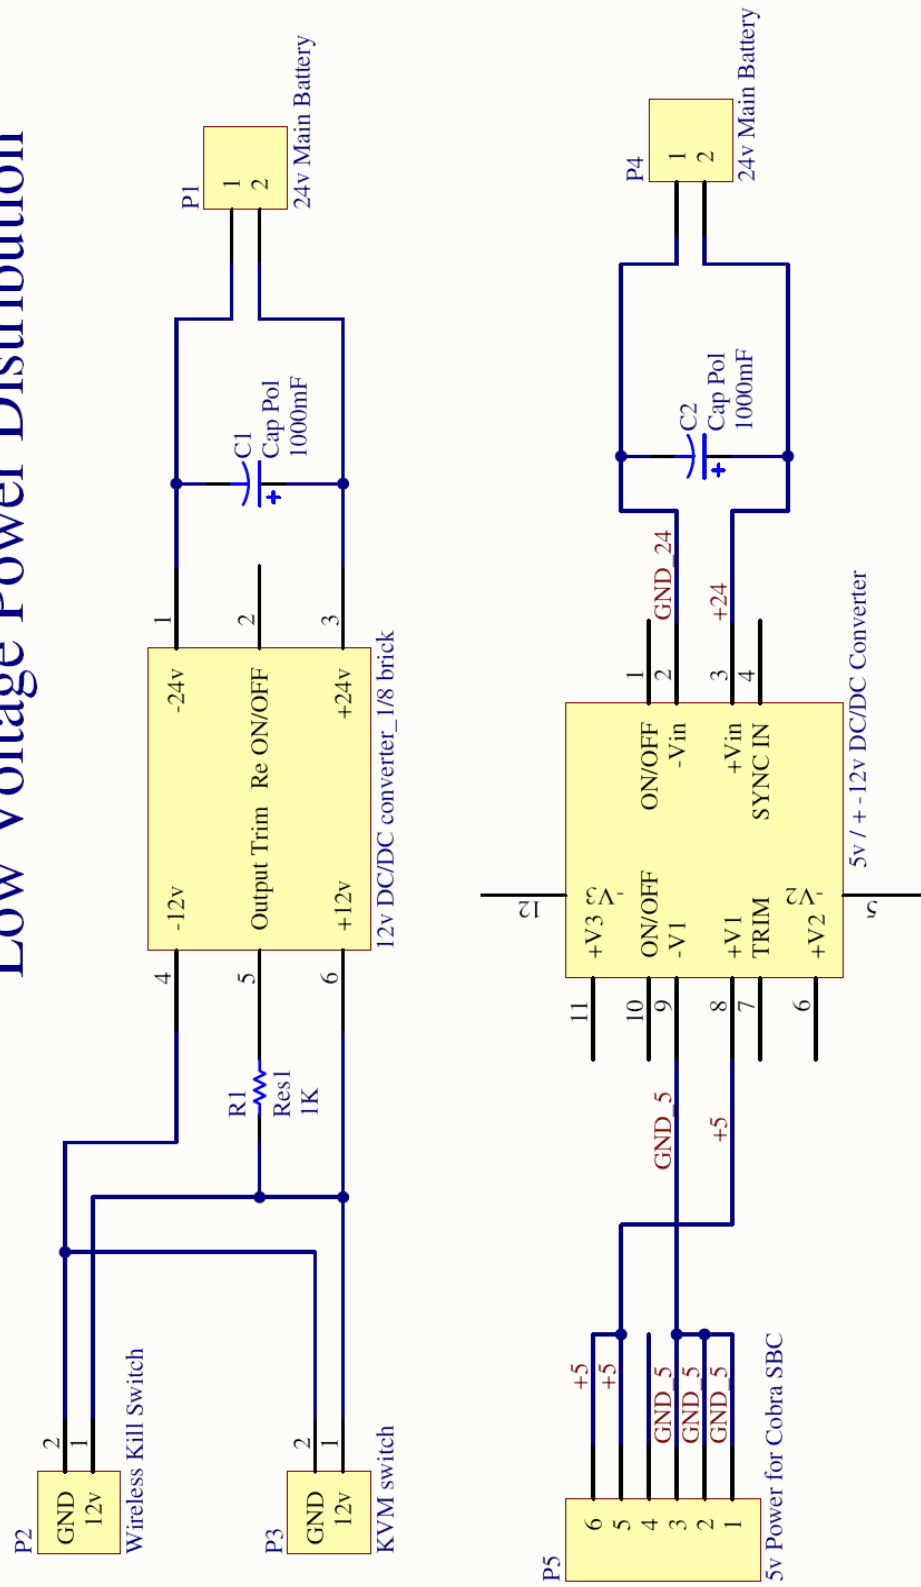 Low Voltage Power Distribution
P2
GND
12v
2
1
Wireless Kill Switch
P3
GND
12v
2
1
KVM switch
R1
Res1
1K
4
5
6
-12v
Output Trim
+12v
-24v
Re ON/OFF
+24v
1
2
3
12v DC/DC converter_1/8 brick
C1
Cap Pol
1000mF
P1
1
2
24v Main Battery
P5
6
5
4
3
2
1
5v Power for Cobra SBC
+5
+5
GND_5
GND_5
GND_5
GND_5
+5
11
10
9
8
7
6
+V3
ON/OFF
-V1
+V1
TRIM
+V2
12
-V3
-V2
5
ON/OFF
-Vin
+Vin
SYNC IN
1
2
3
4
5v / + -12v DC/DC Converter
GND_24
+24
C2
Cap Pol
1000mF
P4
1
2
24v Main Battery